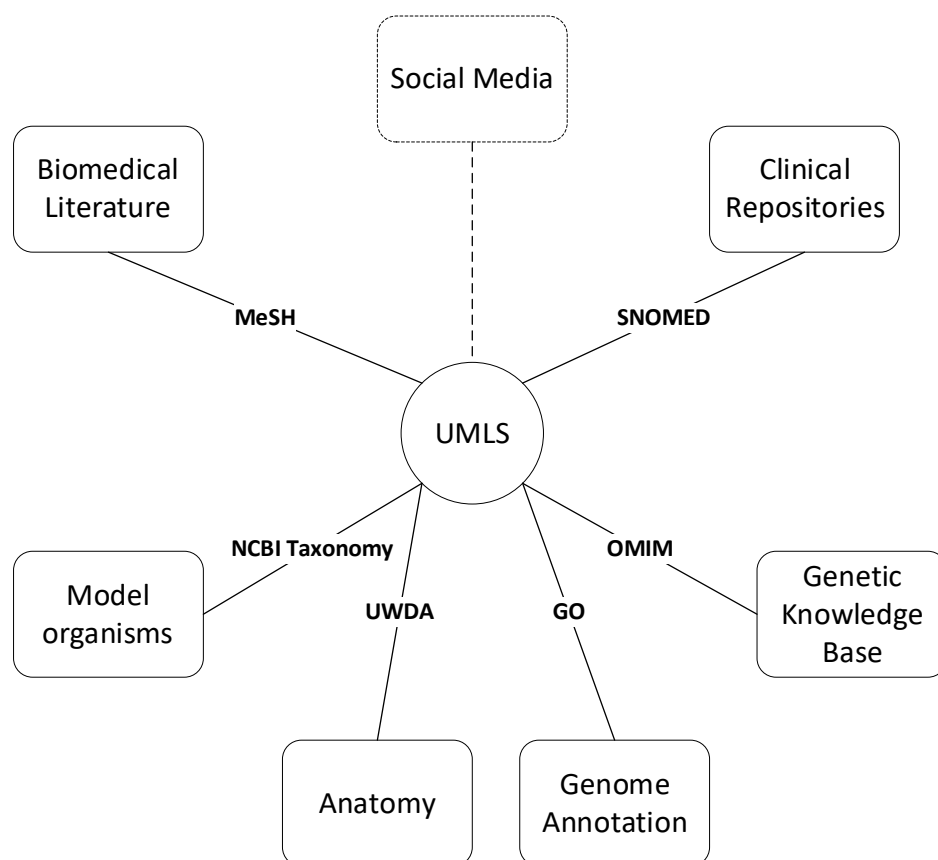 Social Media
Biomedical
Literature
Clinical
Repositories
MeSH
SNOMED
UMLS
NCBI Taxonomy
OMIM
Model
organisms
UWDA
GO
Genetic
Knowledge
Base
Anatomy
Genome
Annotation